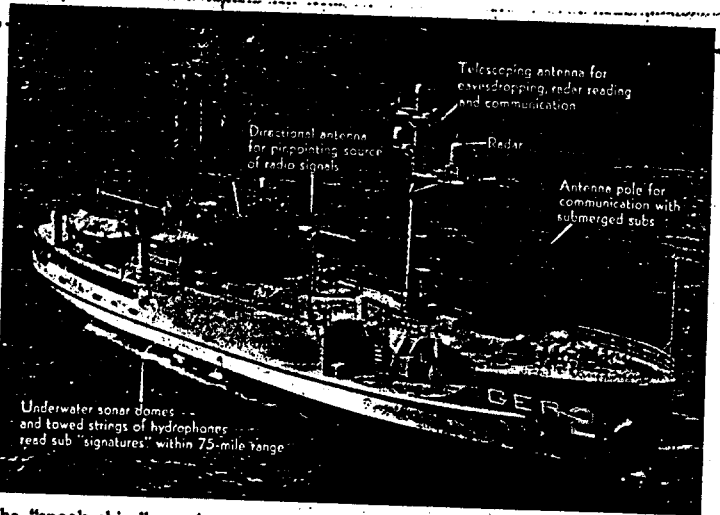 Telescoping antenna for
eavesdropping, radar reading
and communication
Directional antenna
for pinpointing source
of radio signals
Radar
Antenna pole for
communication with
submerged subs
Underwater sonar domes
and towed strings of hydrophones
read sub "signatures" within 75-mile range
GER 2